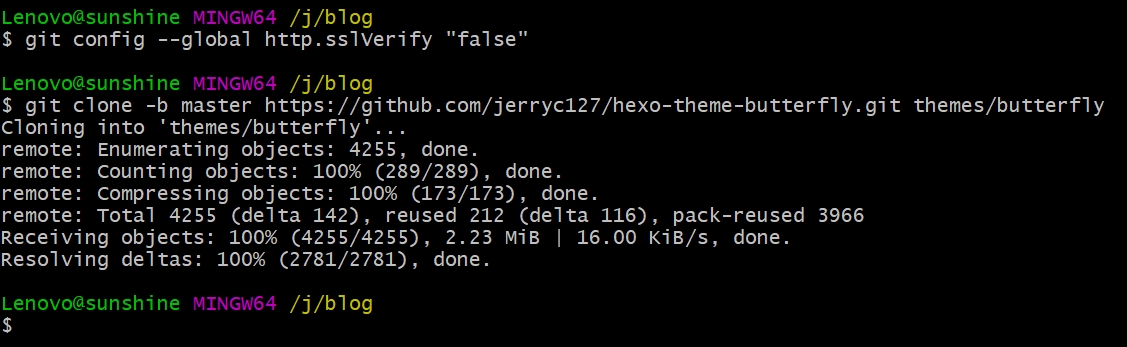 Lenovo@sunshine MINGW64 /j/blog
$ git config --global http.sslVerify "false"
Lenovo@sunshine MINGW64 /j/blog
$ git clone -b master https://github.com/jerryc127/hexo-theme-butterfly.git themes/butterfly
Cloning into 'themes/butterfly'...
remote: Enumerating objects: 4255, done.
remote: Counting objects: 100% (289/289), done.
remote: Compressing objects: 100% (173/173), done.
remote: Total 4255 (delta 142), reused 212 (delta 116), pack-reused 3966
Receiving objects: 100% (4255/4255), 2.23 MiB | 16.00 KiB/s, done.
Resolving deltas: 100% (2781/2781), done.
Lenovo@sunshine MINGW64 /j/blog
$